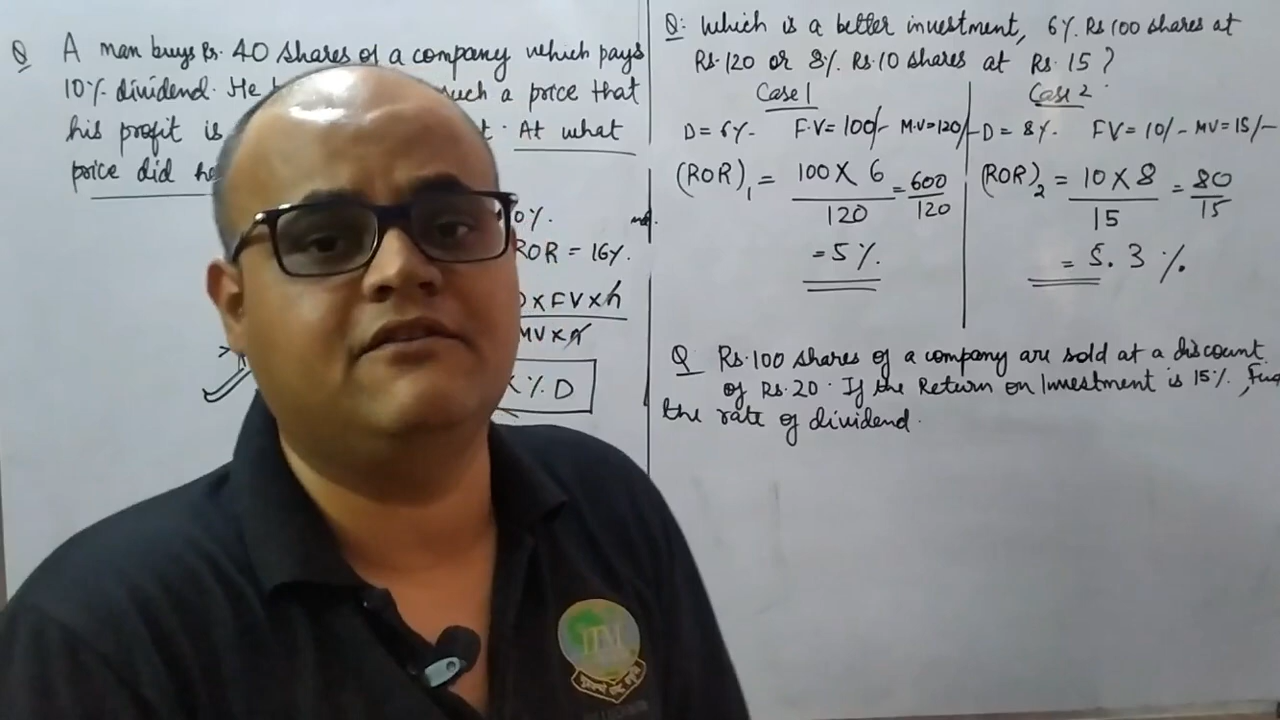 Q A man buys Rs. 40 shares of a company which pays
10% dividend. He such a price that
his profit is At what
price did he
0%.
ROR = 16%.
D×FV×n
MV×n
% D
Q: Which is a better investment, 6% Rs 100 shares at
Rs. 120 or 8% Rs. 10 shares at Rs. 15 ?
Case 1
D = 6% F.V = 100/- M.V = 120/-
(ROR)₁ = 100 X 6 / 120 = 600 / 120
= 5 %.
Case 2
D = 8% FV = 10/- MV = 15/-
(ROR)₂ = 10 X 8 / 15 = 80 / 15
= 5.3 %.
Q Rs. 100 shares of a company are sold at a discount
of Rs. 20. If the Return on Investment is 15%,
the rate of dividend.
ITM